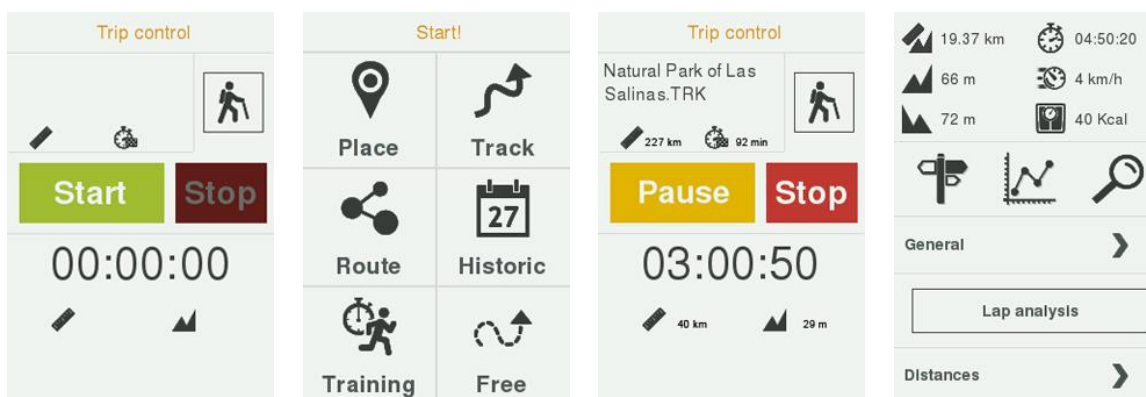 Trip control
Start Stop
00:00:00
Start!
Place Track
27
Route Historic
Training Free
Trip control
Natural Park of Las
Salinas.TRK
227 km 92 min
Pause Stop
03:00:50
40 km 29 m
19.37 km 04:50:20
66 m 4 km/h
72 m 40 Kcal
General
Lap analysis
Distances